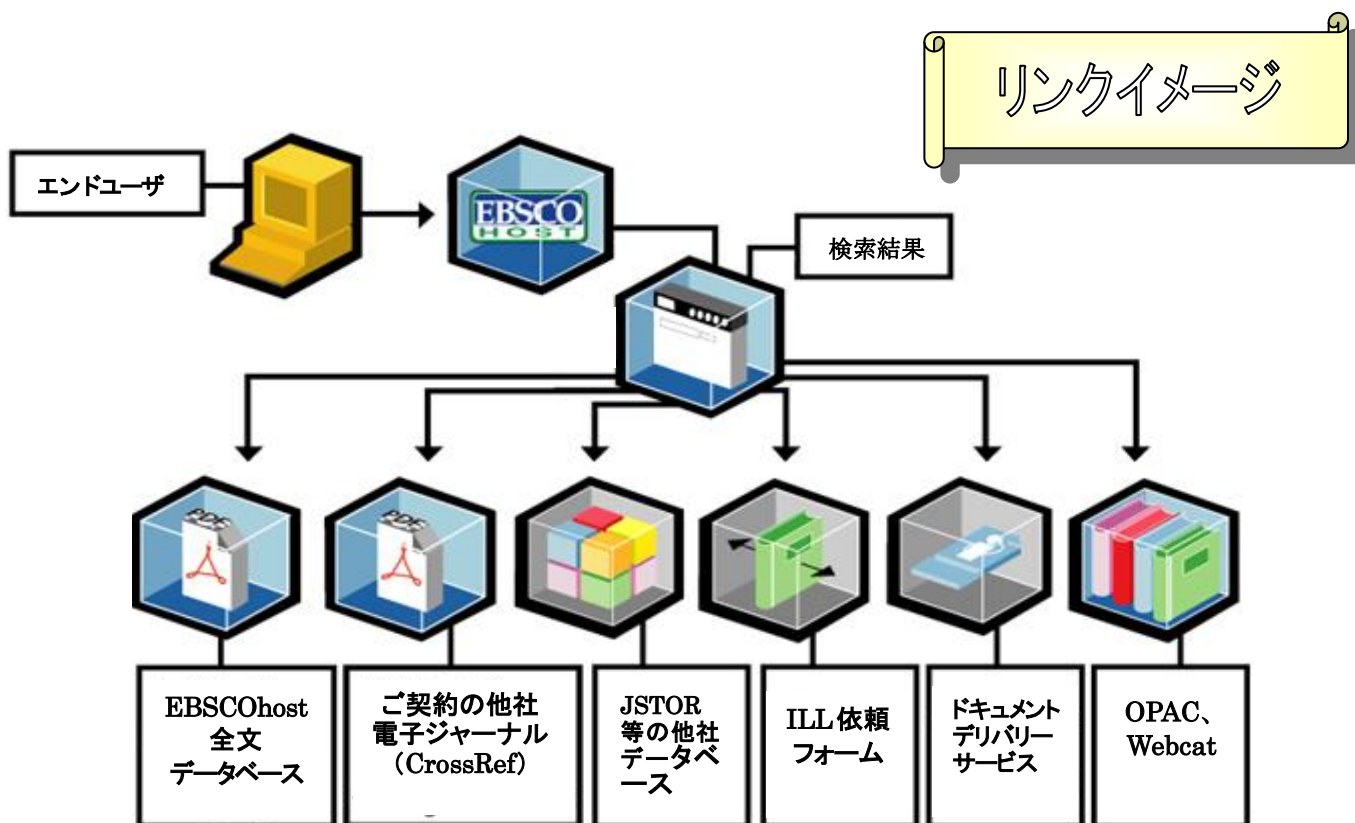 リンクイメージ
エンドユーザ
EBSCO
HOST
検索結果
PDF
PDF
EBSCOhost
全文
データベース
ご契約の他社
電子ジャーナル
（CrossRef）
JSTOR
等の他社
データベ
ース
ILL依頼
フォーム
ドキュメント
デリバリー
サービス
OPAC、
Webcat